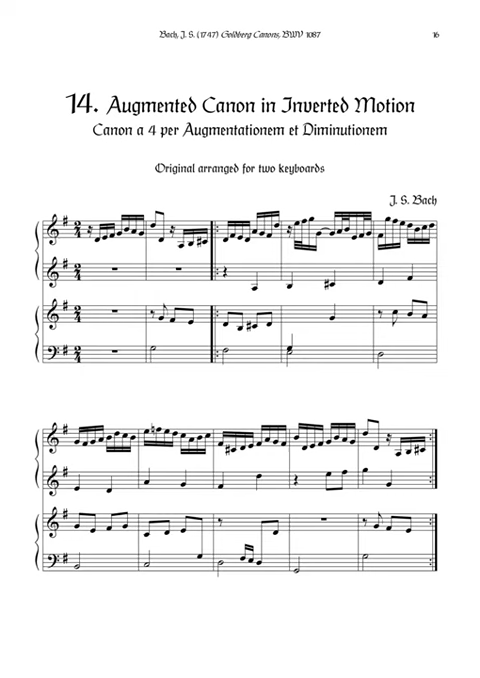 Bach, J. S. (1747) Goldberg Canons, BWV 1087 16
14. Augmented Canon in Inverted Motion
Canon a 4 per Augmentationem et Diminutionem
Original arranged for two keyboards
J. S. Bach